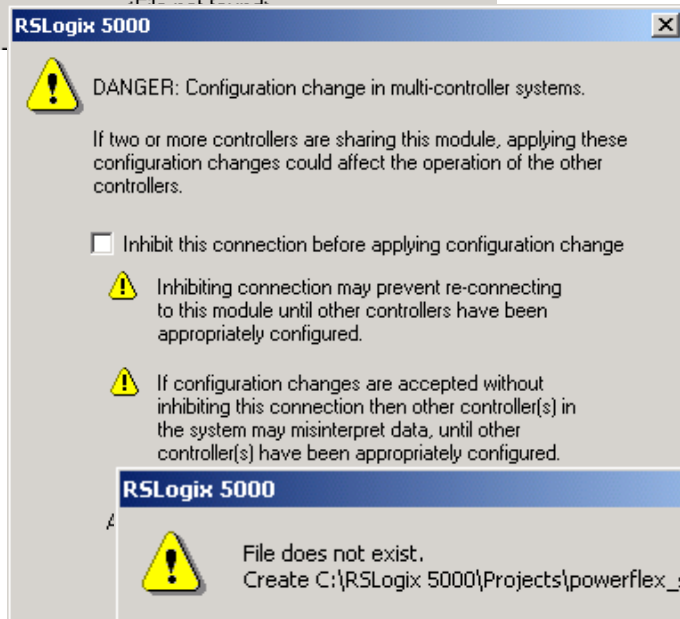 <File not found>
RSLogix 5000
DANGER: Configuration change in multi-controller systems.
If two or more controllers are sharing this module, applying these
configuration changes could affect the operation of the other
controllers.
Inhibit this connection before applying configuration change
Inhibiting connection may prevent re-connecting
to this module until other controllers have been
appropriately configured.
If configuration changes are accepted without
inhibiting this connection then other controller(s) in
the system may misinterpret data, until other
controller(s) have been appropriately configured.
RSLogix 5000
File does not exist.
Create C:\RSLogix 5000\Projects\powerflex_s